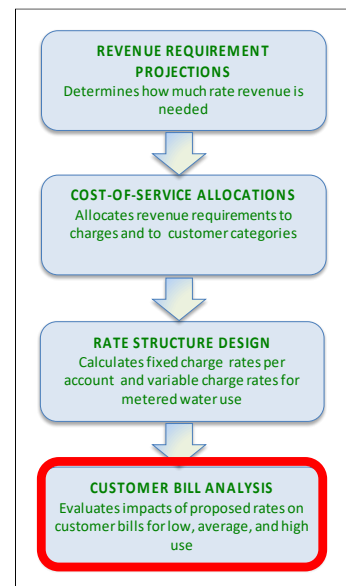 REVENUE REQUIREMENT
PROJECTIONS
Determines how much rate revenue is
needed
COST-OF-SERVICE ALLOCATIONS
Allocates revenue requirements to
charges and to customer categories
RATE STRUCTURE DESIGN
Calculates fixed charge rates per
account and variable charge rates for
metered water use
CUSTOMER BILL ANALYSIS
Evaluates impacts of proposed rates on
customer bills for low, average, and high
use